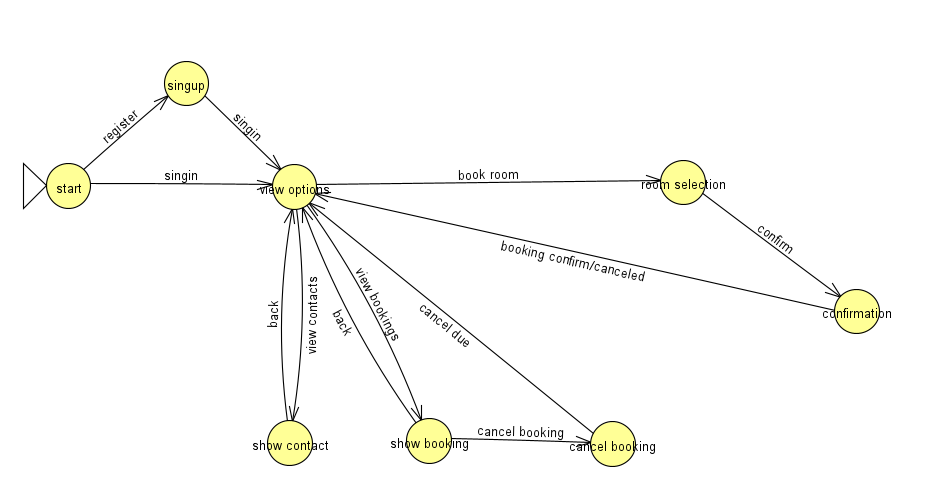 singup
register
singin
start
singin
view options
book room
room selection
confirm
booking confirm/canceled
confirmation
back
view contacts
view bookings
back
cancel due
show contact
show booking
cancel booking
cancel booking